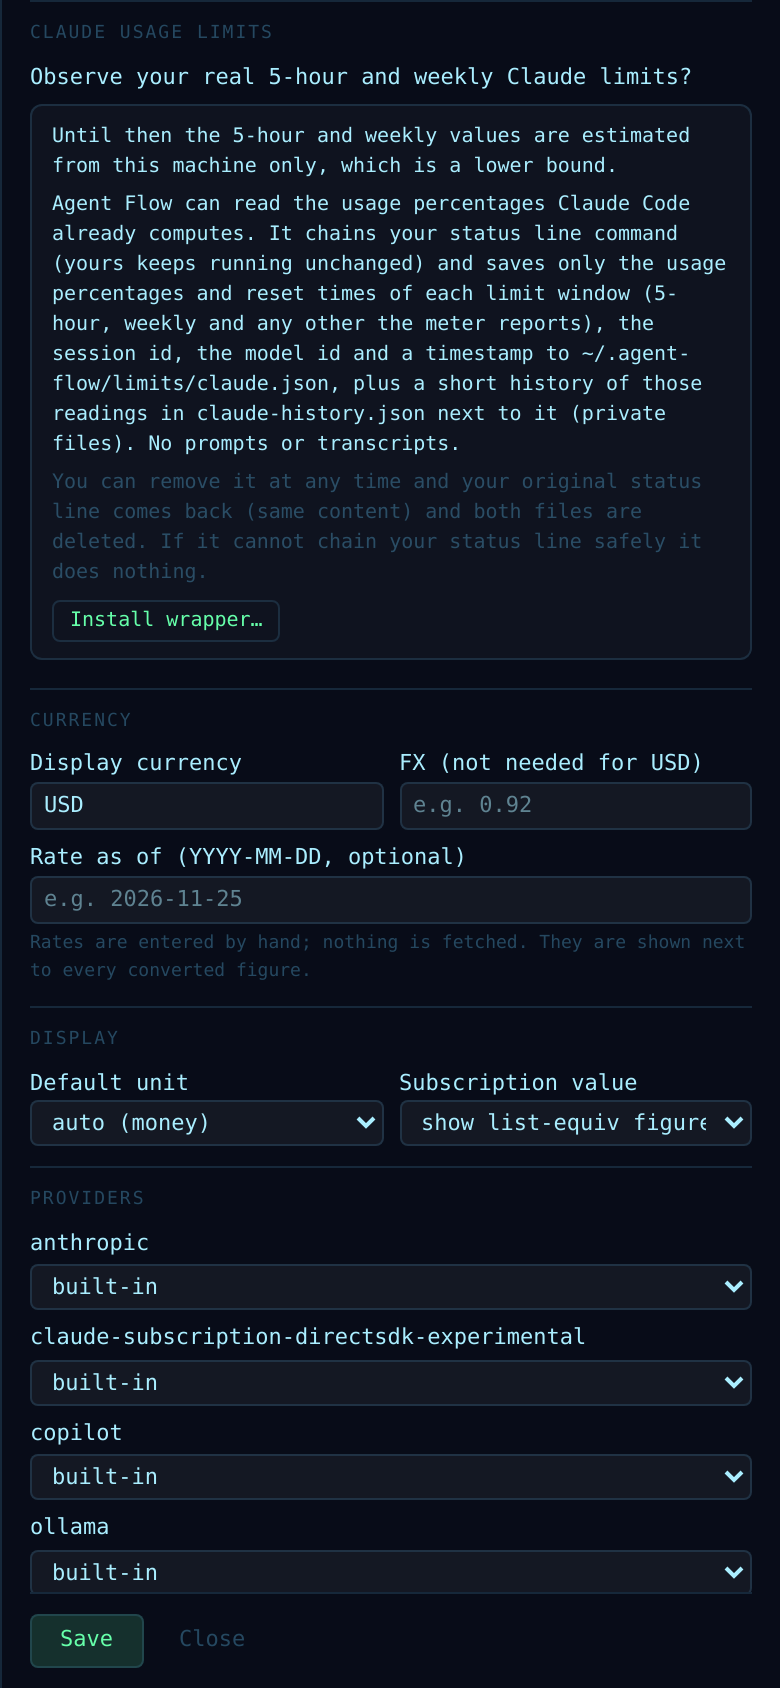 CLAUDE USAGE LIMITS
Observe your real 5-hour and weekly Claude limits?
Until then the 5-hour and weekly values are estimated
from this machine only, which is a lower bound.
Agent Flow can read the usage percentages Claude Code
already computes. It chains your status line command
(yours keeps running unchanged) and saves only the usage
percentages and reset times of each limit window (5-
hour, weekly and any other the meter reports), the
session id, the model id and a timestamp to ~/.agent-
flow/limits/claude.json, plus a short history of those
readings in claude-history.json next to it (private
files). No prompts or transcripts.
You can remove it at any time and your original status
line comes back (same content) and both files are
deleted. If it cannot chain your status line safely it
does nothing.
Install wrapper…
CURRENCY
Display currency
FX (not needed for USD)
USD
e.g. 0.92
Rate as of (YYYY-MM-DD, optional)
e.g. 2026-11-25
Rates are entered by hand; nothing is fetched. They are shown next
to every converted figure.
DISPLAY
Default unit
Subscription value
auto (money)
show list-equiv figure
PROVIDERS
anthropic
built-in
claude-subscription-directsdk-experimental
built-in
copilot
built-in
ollama
built-in
Save
Close